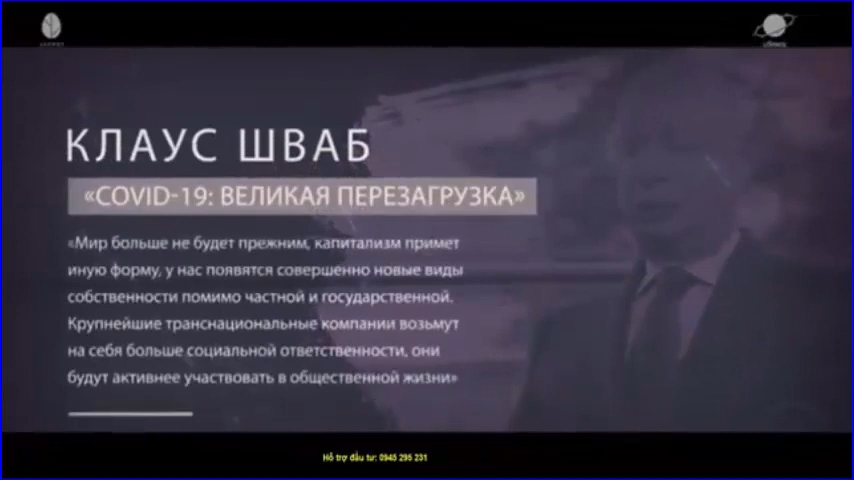 КЛАУС ШВАБ
«COVID-19: ВЕЛИКАЯ ПЕРЕЗАГРУЗКА»
«Мир больше не будет прежним, капитализм примет
иную форму, у нас появятся совершенно новые виды
собственности помимо частной и государственной.
Крупнейшие транснациональные компании возьмут
на себя больше социальной ответственности, они
будут активнее участвовать в общественной жизни»
Hỗ trợ đầu tư: 0945 295 231